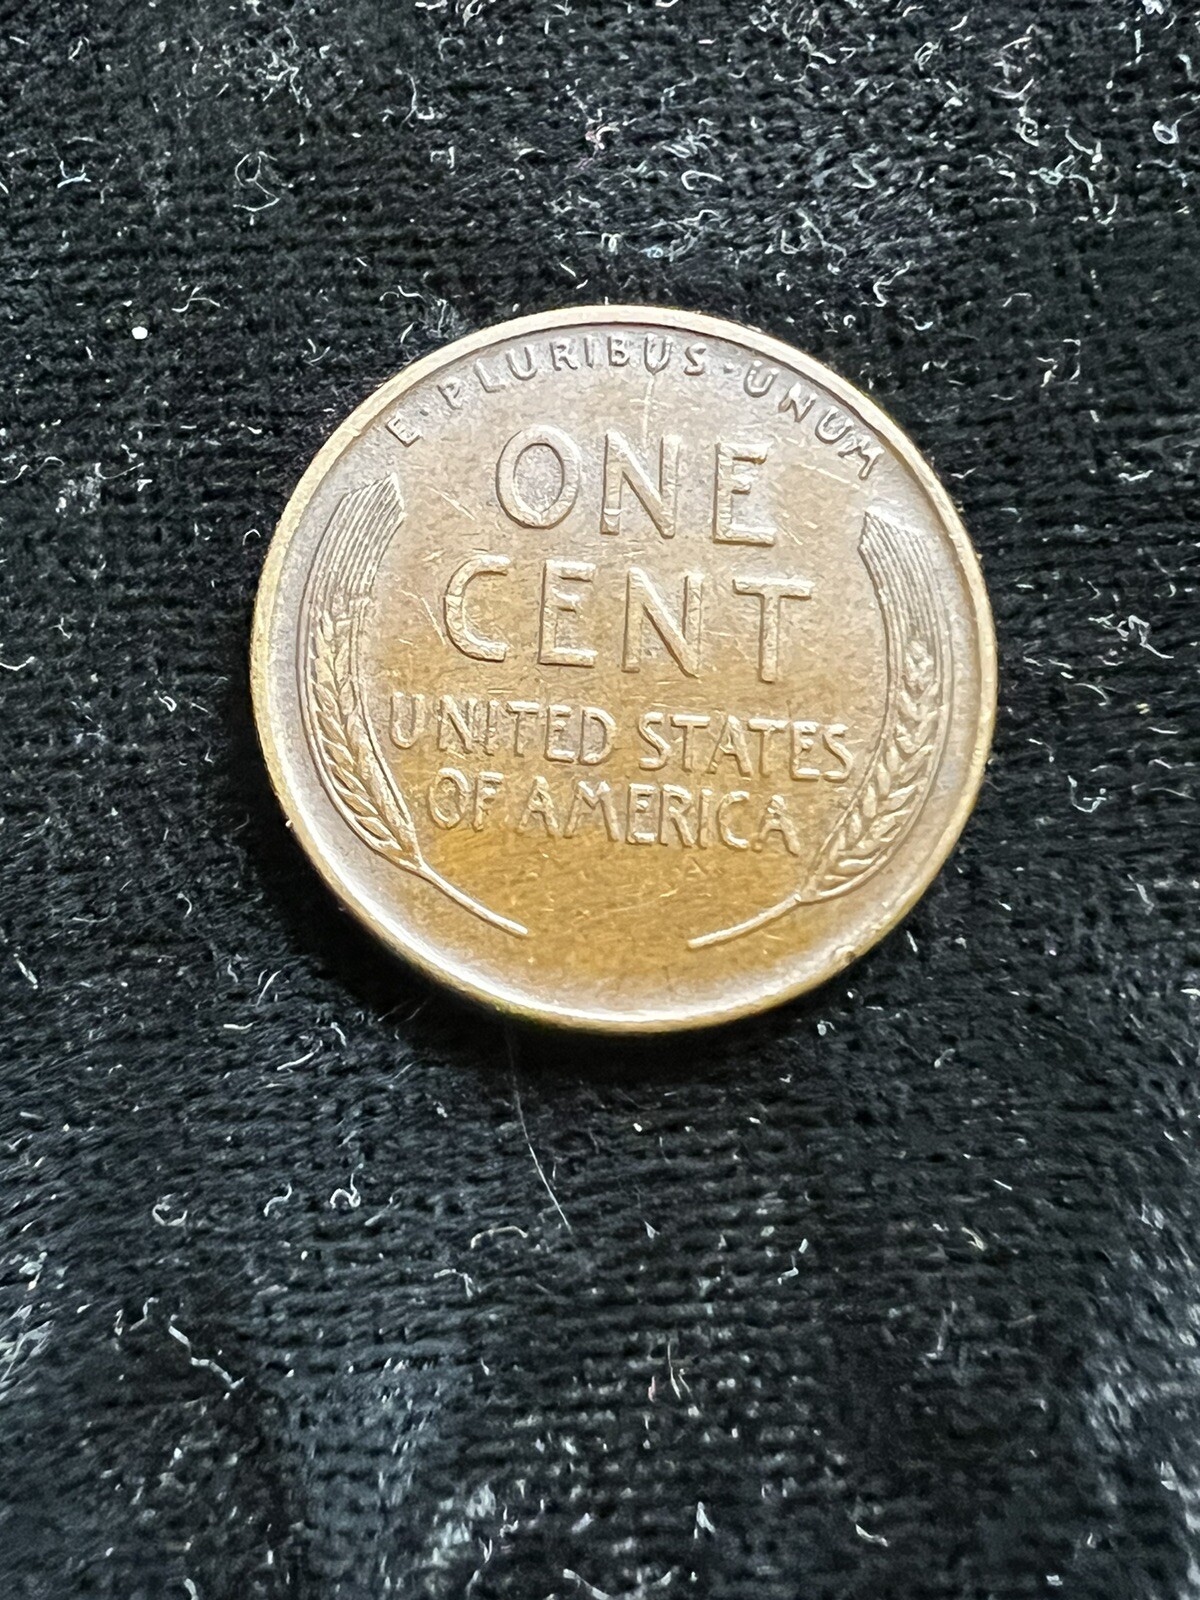 E·PLURIBUS·UNUM
ONE
CENT
UNITED STATES
OF AMERICA